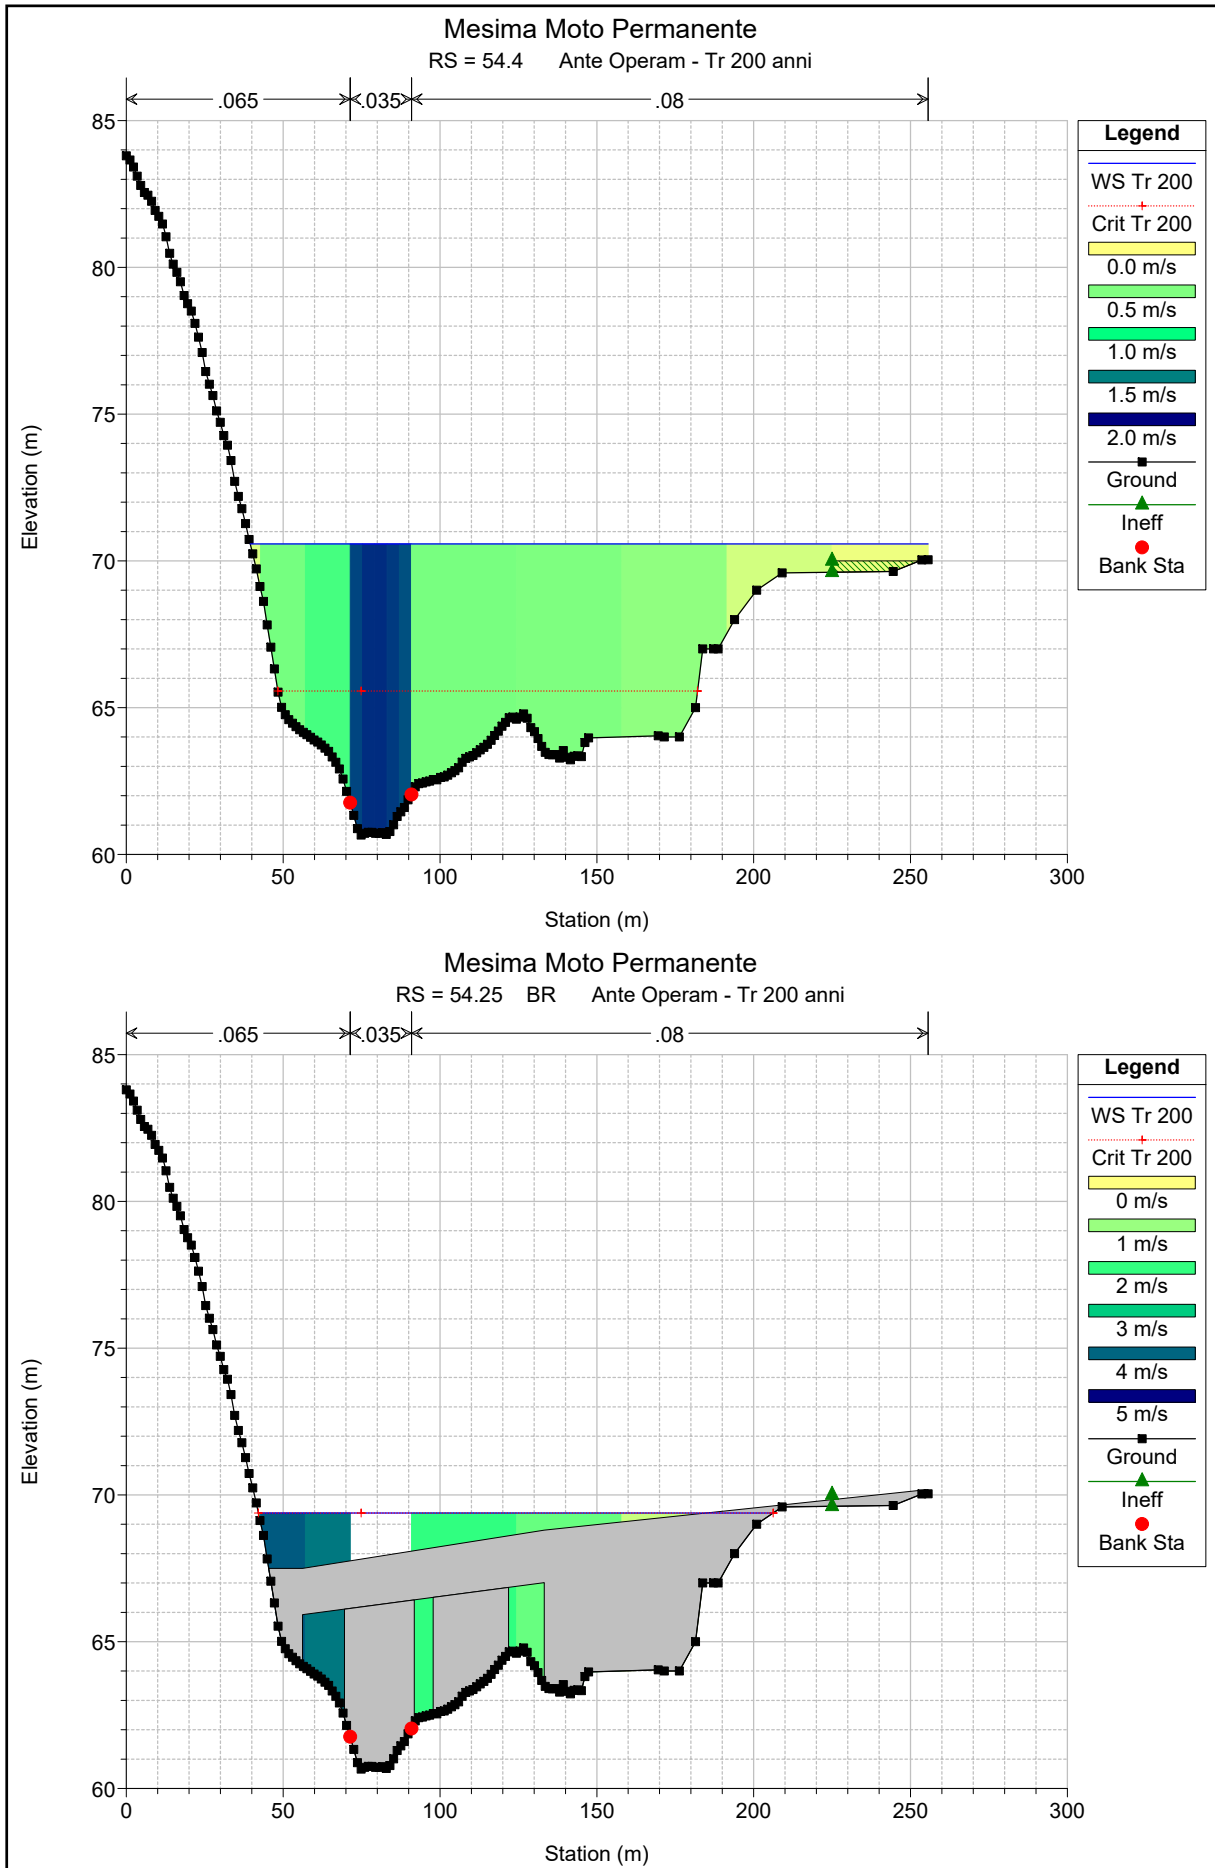 Mesima Moto Permanente
RS = 54.4 Ante Operam - Tr 200 anni
.065 .035 .08
Legend
WS Tr 200
Crit Tr 200
0.0 m/s
0.5 m/s
1.0 m/s
1.5 m/s
2.0 m/s
Ground
Ineff
Bank Sta
85
80
75
70
65
60
Elevation (m)
0 50 100 150 200 250 300
Station (m)
Mesima Moto Permanente
RS = 54.25 BR Ante Operam - Tr 200 anni
.065 .035 .08
Legend
WS Tr 200
Crit Tr 200
0 m/s
1 m/s
2 m/s
3 m/s
4 m/s
5 m/s
Ground
Ineff
Bank Sta
85
80
75
70
65
60
Elevation (m)
0 50 100 150 200 250 300
Station (m)